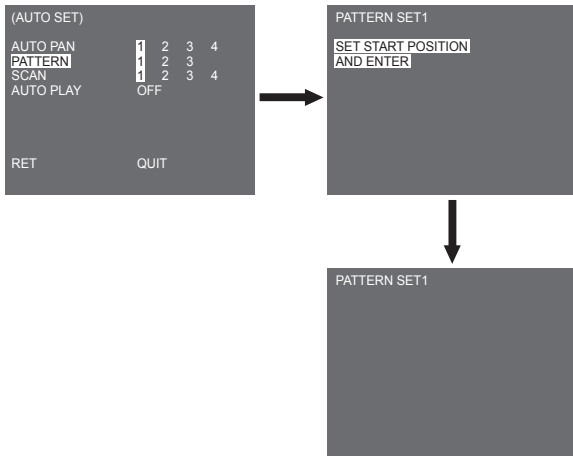 (AUTO SET)
AUTO PAN 1 2 3 4
PATTERN 1 2 3
SCAN 1 2 3 4
AUTO PLAY OFF
RET QUIT
PATTERN SET1
SET START POSITION
AND ENTER
PATTERN SET1